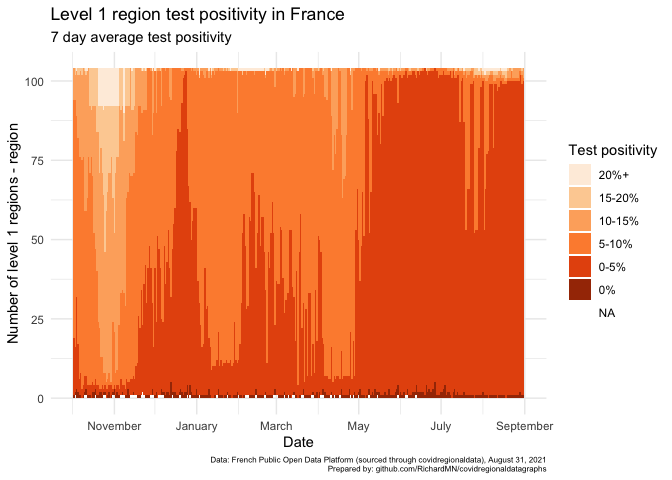 Level 1 region test positivity in France
7 day average test positivity
Number of level 1 regions - region
100
75
50
25
0
November
January
March
May
July
September
Date
Test positivity
20%+
15-20%
10-15%
5-10%
0-5%
0%
NA
Data: French Public Open Data Platform (sourced through covidregionaldata), August 31, 2021
Prepared by: github.com/RichardMN/covidregionaldatagraphs